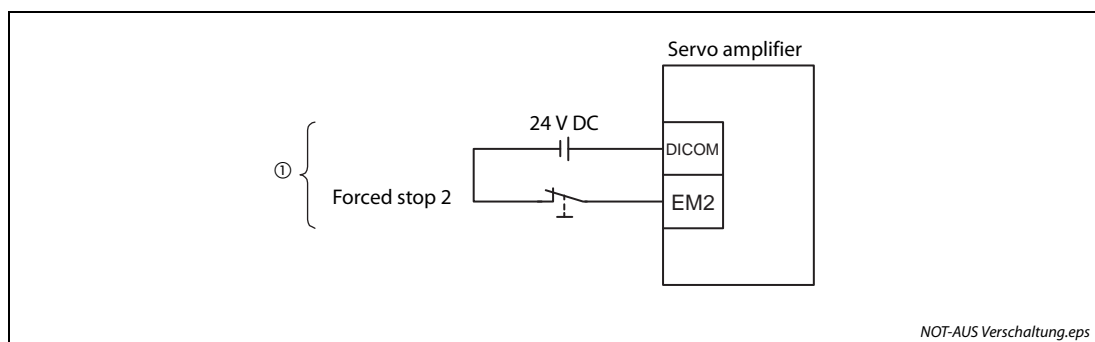 Servo amplifier
24 V DC
DICOM
①
Forced stop 2
EM2
NOT-AUS Verschaltung.eps